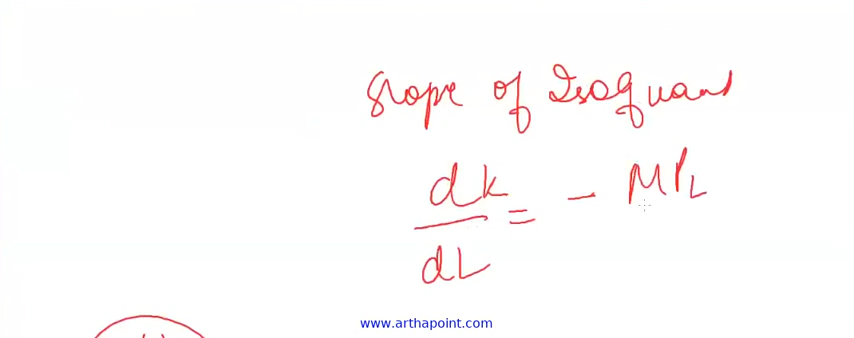 Slope of Isoquant
dk
— = - MPL
dL
www.arthapoint.com